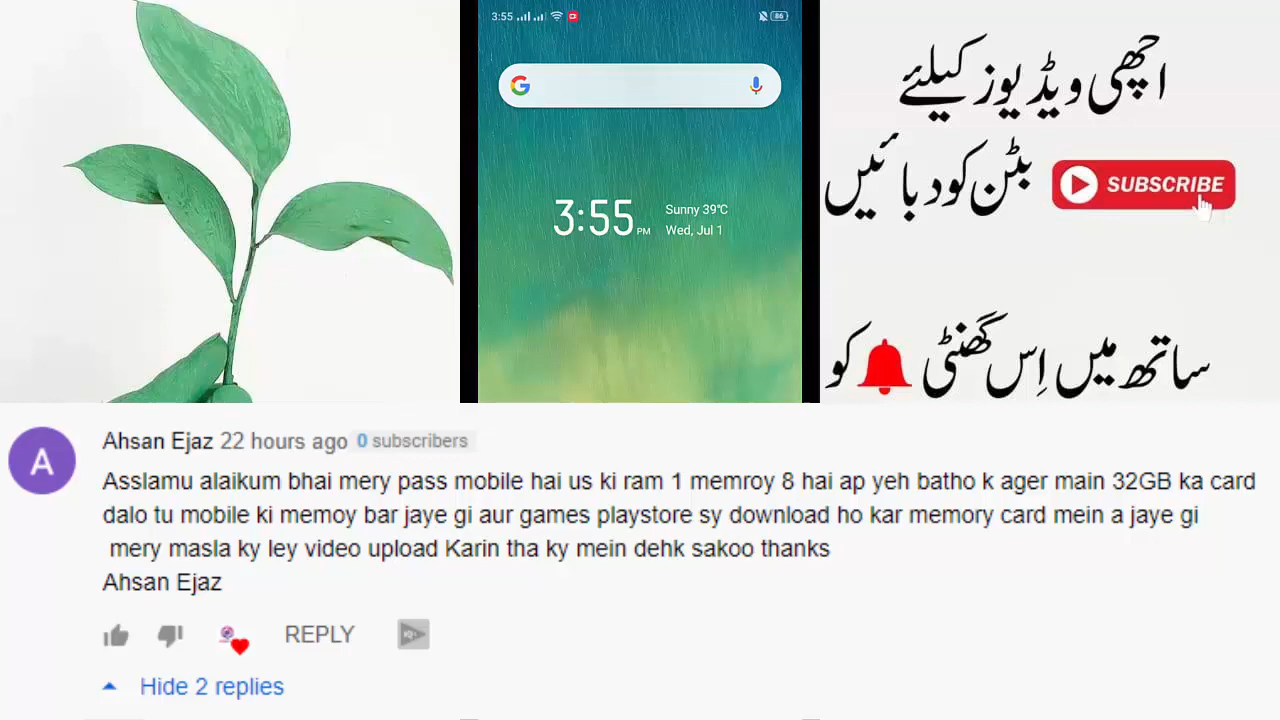 3:55
86
3:55 PM
Sunny 39℃
Wed, Jul 1
اچھی ویڈیوز کیلئے
بٹن کو دبائیں
SUBSCRIBE
ساتھ میں اِس گھنٹی کو
A
Ahsan Ejaz 22 hours ago 0 subscribers
Asslamu alaikum bhai mery pass mobile hai us ki ram 1 memroy 8 hai ap yeh batho k ager main 32GB ka card
dalo tu mobile ki memoy bar jaye gi aur games playstore sy download ho kar memory card mein a jaye gi
mery masla ky ley video upload Karin tha ky mein dehk sakoo thanks
Ahsan Ejaz
REPLY
Hide 2 replies